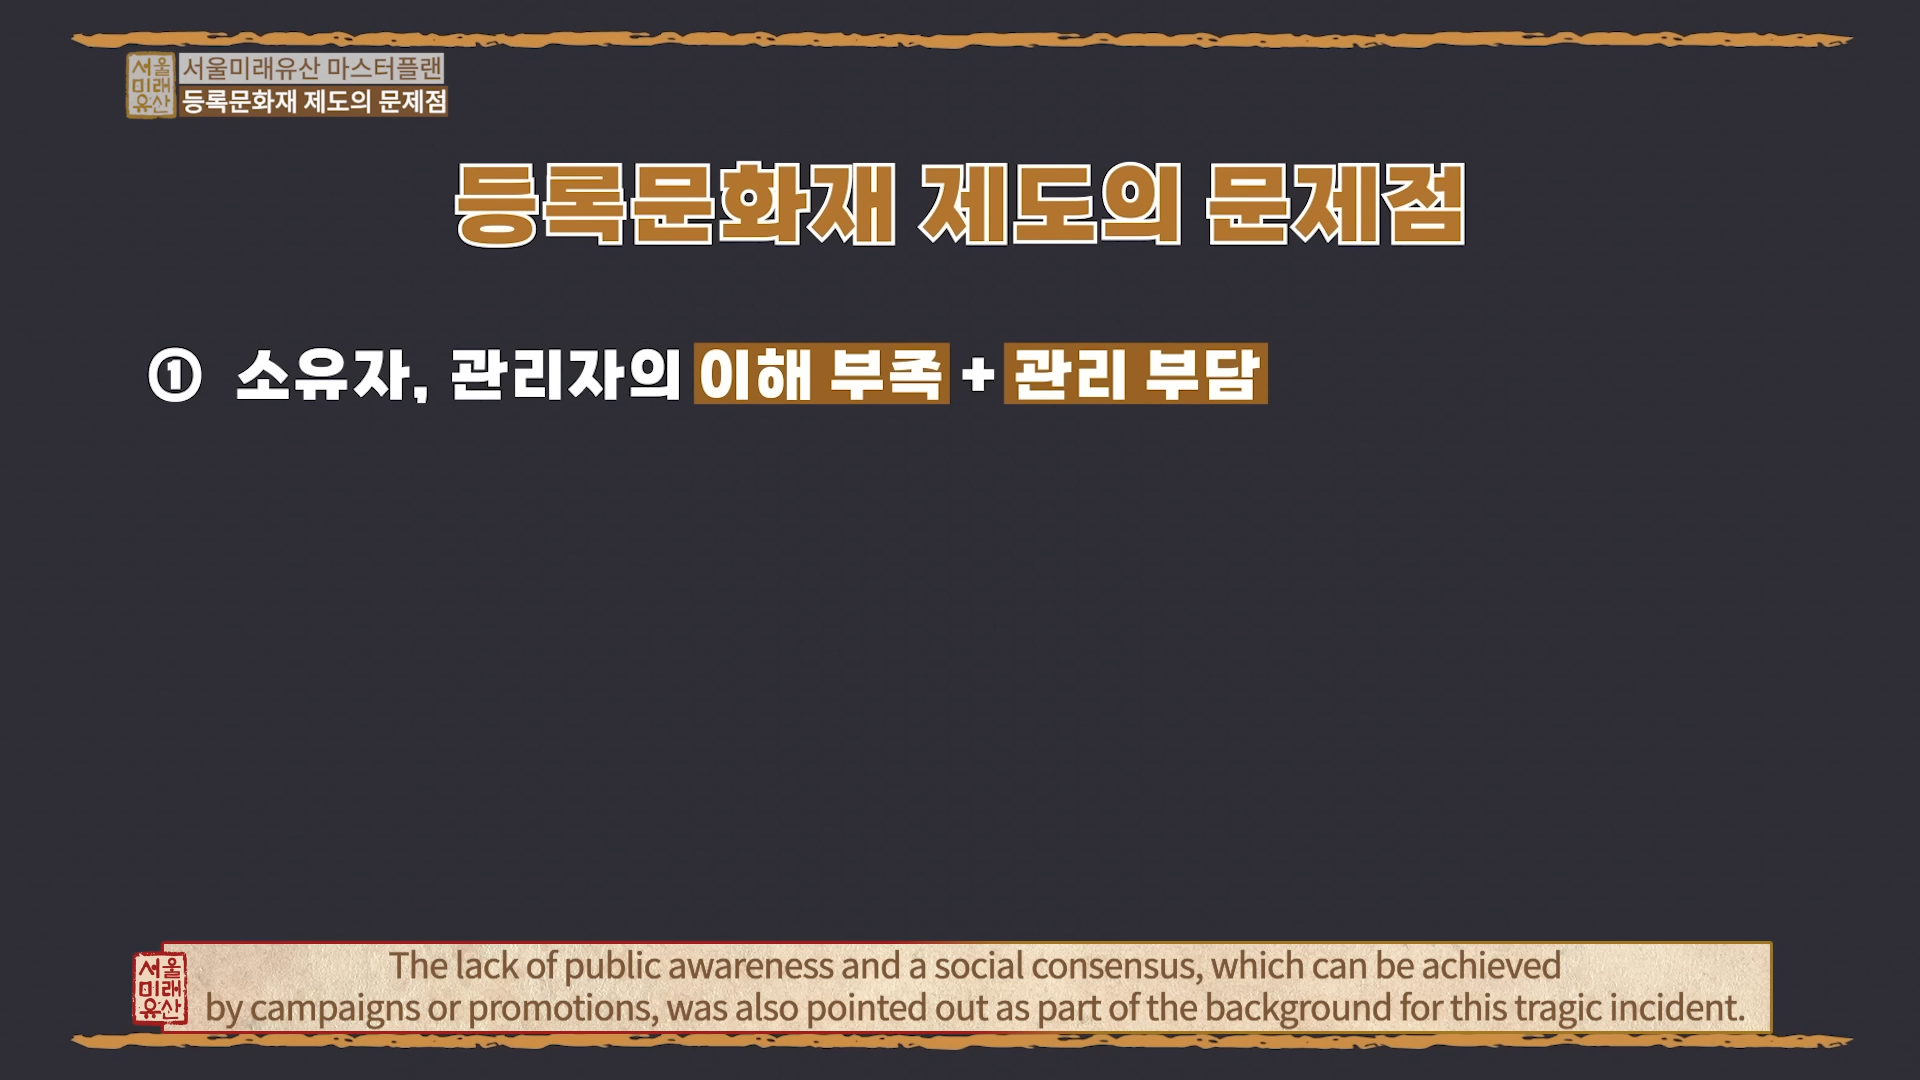 서울
미래
유산
서울미래유산 마스터플랜
등록문화재 제도의 문제점
등록문화재 제도의 문제점
① 소유자, 관리자의 이해 부족 + 관리 부담
서울
미래
유산
The lack of public awareness and a social consensus, which can be achieved
by campaigns or promotions, was also pointed out as part of the background for this tragic incident.